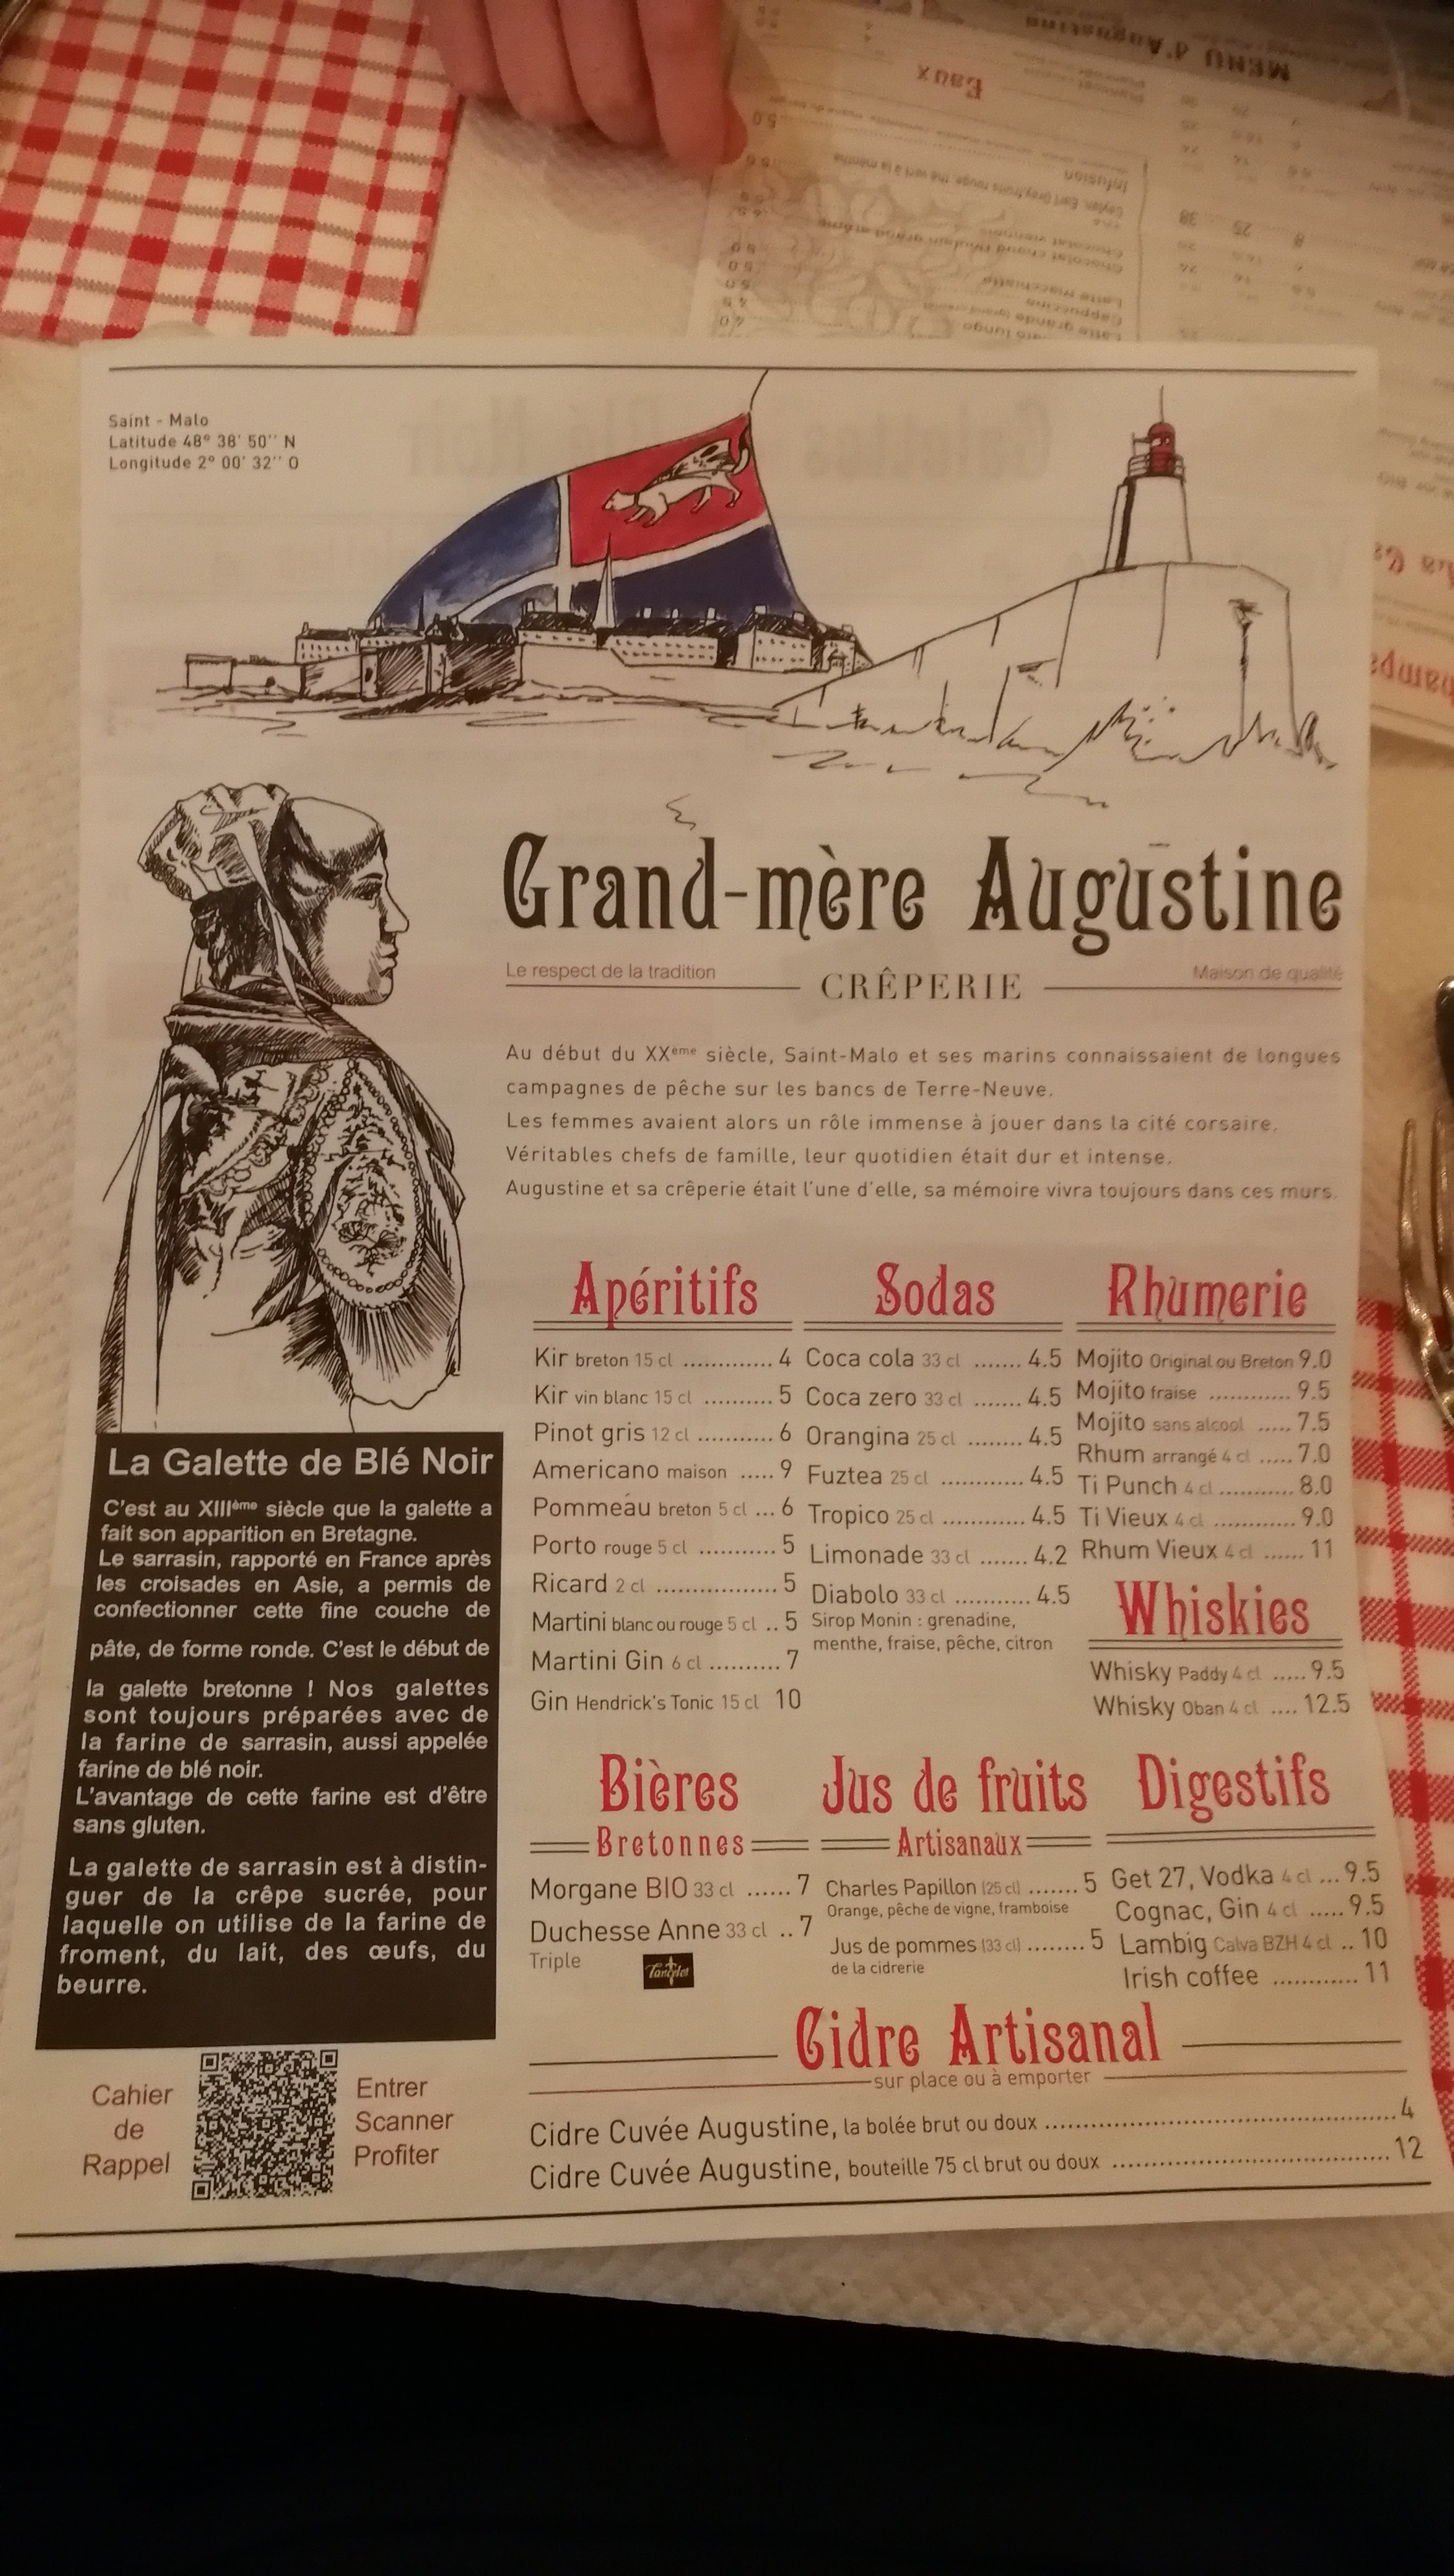 MENU d'Augustine
Eaux
Infusion
Ceylan, Earl Grey, fruits rouge, thé vert à la menthe
Chocolat viennois
Latte macchiato
Cappuccino
Latte grande
Saint - Malo
Latitude 48° 38' 50'' N
Longitude 2° 00' 32'' O
Grand-mère Augustine
Le respect de la tradition
CRÊPERIE
Maison de qualité
Au début du XXème siècle, Saint-Malo et ses marins connaissaient de longues
campagnes de pêche sur les bancs de Terre-Neuve.
Les femmes avaient alors un rôle immense à jouer dans la cité corsaire.
Véritables chefs de famille, leur quotidien était dur et intense.
Augustine et sa crêperie était l'une d'elle, sa mémoire vivra toujours dans ces murs.
Apéritifs
Kir breton 15 cl ............ 4
Kir vin blanc 15 cl .......... 5
Pinot gris 12 cl ........... 6
Americano maison ..... 9
Pommeau breton 5 cl ... 6
Porto rouge 5 cl ........... 5
Ricard 2 cl ................. 5
Martini blanc ou rouge 5 cl .. 5
Martini Gin 6 cl .......... 7
Gin Hendrick's Tonic 15 cl 10
Sodas
Coca cola 33 cl ....... 4.5
Coca zero 33 cl ....... 4.5
Orangina 25 cl ........ 4.5
Fuztea 25 cl ............ 4.5
Tropico 25 cl ............ 4.5
Limonade 33 cl ....... 4.2
Diabolo 33 cl ........... 4.5
Sirop Monin : grenadine,
menthe, fraise, pêche, citron
Rhumerie
Mojito Original ou Breton 9.0
Mojito fraise ............ 9.5
Mojito sans alcool ..... 7.5
Rhum arrangé 4 cl ..... 7.0
Ti Punch 4 cl ........... 8.0
Ti Vieux 4 cl ............ 9.0
Rhum Vieux 4 cl ...... 11
Whiskies
Whisky Paddy 4 cl ..... 9.5
Whisky Oban 4 cl .... 12.5
La Galette de Blé Noir
C'est au XIIIème siècle que la galette a
fait son apparition en Bretagne.
Le sarrasin, rapporté en France après
les croisades en Asie, a permis de
confectionner cette fine couche de
pâte, de forme ronde. C'est le début de
la galette bretonne ! Nos galettes
sont toujours préparées avec de
la farine de sarrasin, aussi appelée
farine de blé noir.
L'avantage de cette farine est d'être
sans gluten.
La galette de sarrasin est à distin-
guer de la crêpe sucrée, pour
laquelle on utilise de la farine de
froment, du lait, des œufs, du
beurre.
Bières
Bretonnes
Morgane BIO 33 cl ...... 7
Duchesse Anne 33 cl .. 7
Triple
Lancelot
Jus de fruits
Artisanaux
Charles Papillon (25 cl) ....... 5
Orange, pêche de vigne, framboise
Jus de pommes (33 cl) ........ 5
de la cidrerie
Digestifs
Get 27, Vodka 4 cl ... 9.5
Cognac, Gin 4 cl ..... 9.5
Lambig Calva BZH 4 cl .. 10
Irish coffee ............ 11
Cidre Artisanal
sur place ou à emporter
Cidre Cuvée Augustine, la bolée brut ou doux .................................................. 4
Cidre Cuvée Augustine, bouteille 75 cl brut ou doux ........................................ 12
Cahier
de
Rappel
Entrer
Scanner
Profiter